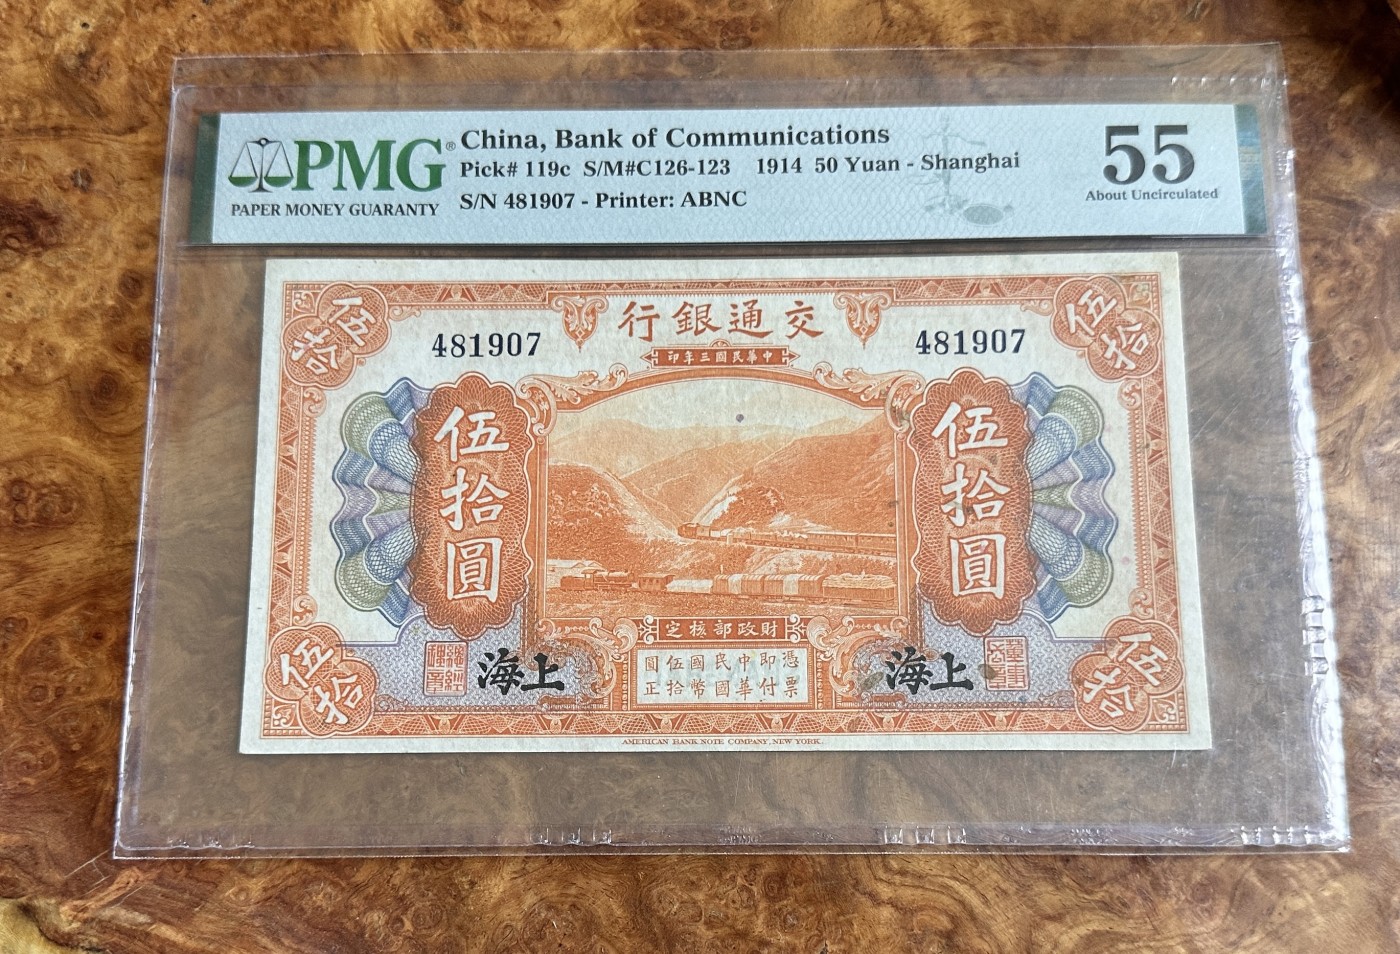 PMG®
PAPER MONEY GUARANTY
China, Bank of Communications
Pick# 119c S/M#C126-123 1914 50 Yuan - Shanghai
S/N 481907 - Printer: ABNC
55
About Uncirculated
伍拾
行銀通交
伍拾
481907
481907
印年三國民華中
伍拾圓
伍拾圓
定核部政財
圓伍國民中即憑
正拾幣國華付票
海上
海上
伍拾
伍拾
AMERICAN BANK NOTE COMPANY, NEW YORK.